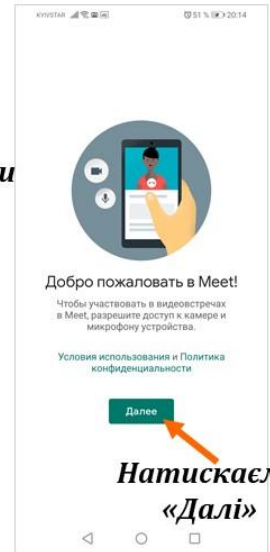 KYIVSTAR 51 % 20:14
Добро пожаловать в Meet!
Чтобы участвовать в видеовстречах
в Meet, разрешите доступ к камере и
микрофону устройства.
Условия использования и Политика
конфиденциальности
Далее
«Далі»